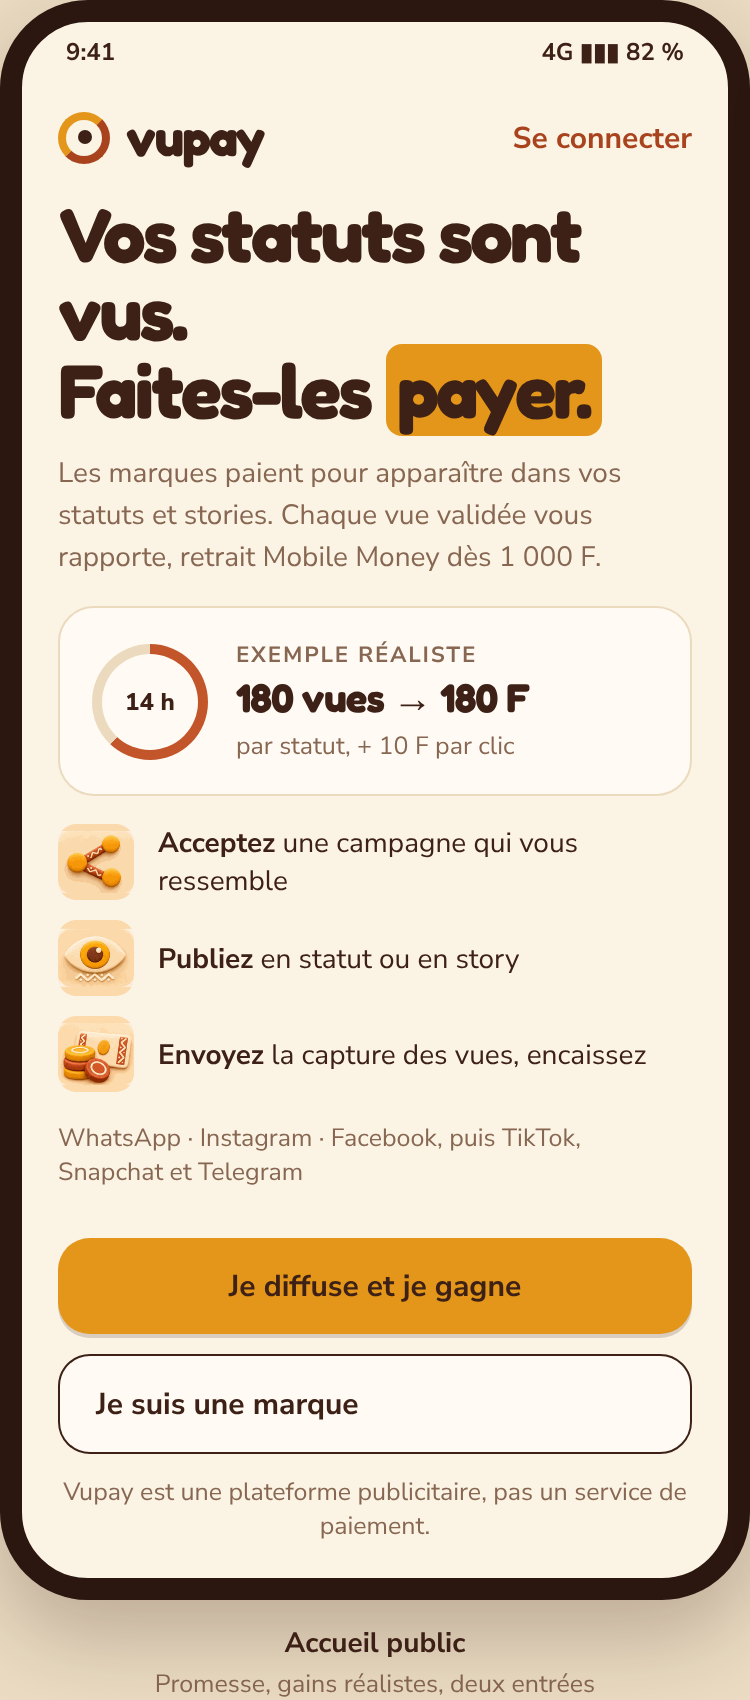 9:41 4G 82 %
vupay Se connecter
Vos statuts sont
vus.
Faites-les payer.
Les marques paient pour apparaître dans vos
statuts et stories. Chaque vue validée vous
rapporte, retrait Mobile Money dès 1 000 F.
14 h
EXEMPLE RÉALISTE
180 vues → 180 F
par statut, + 10 F par clic
Acceptez une campagne qui vous
ressemble
Publiez en statut ou en story
Envoyez la capture des vues, encaissez
WhatsApp · Instagram · Facebook, puis TikTok,
Snapchat et Telegram
Je diffuse et je gagne
Je suis une marque
Vupay est une plateforme publicitaire, pas un service de
paiement.
Accueil public
Promesse, gains réalistes, deux entrées